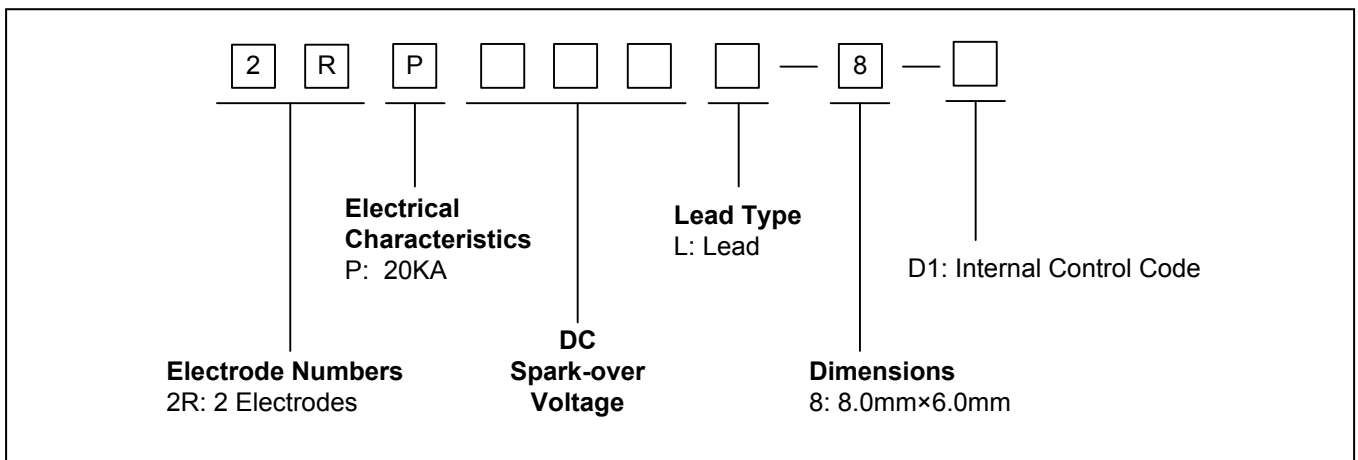 2 R P — 8 —
Electrical
Characteristics
P: 20KA
Lead Type
L: Lead
D1: Internal Control Code
DC
Spark-over
Voltage
Electrode Numbers
2R: 2 Electrodes
Dimensions
8: 8.0mm×6.0mm